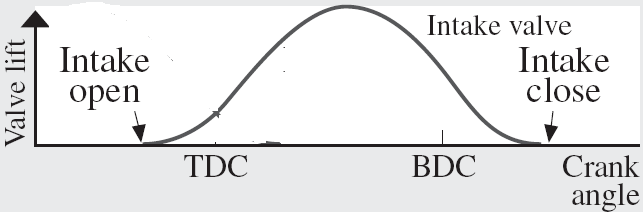 Valve lift
Intake
open
Intake valve
Intake
close
TDC
BDC
Crank
angle